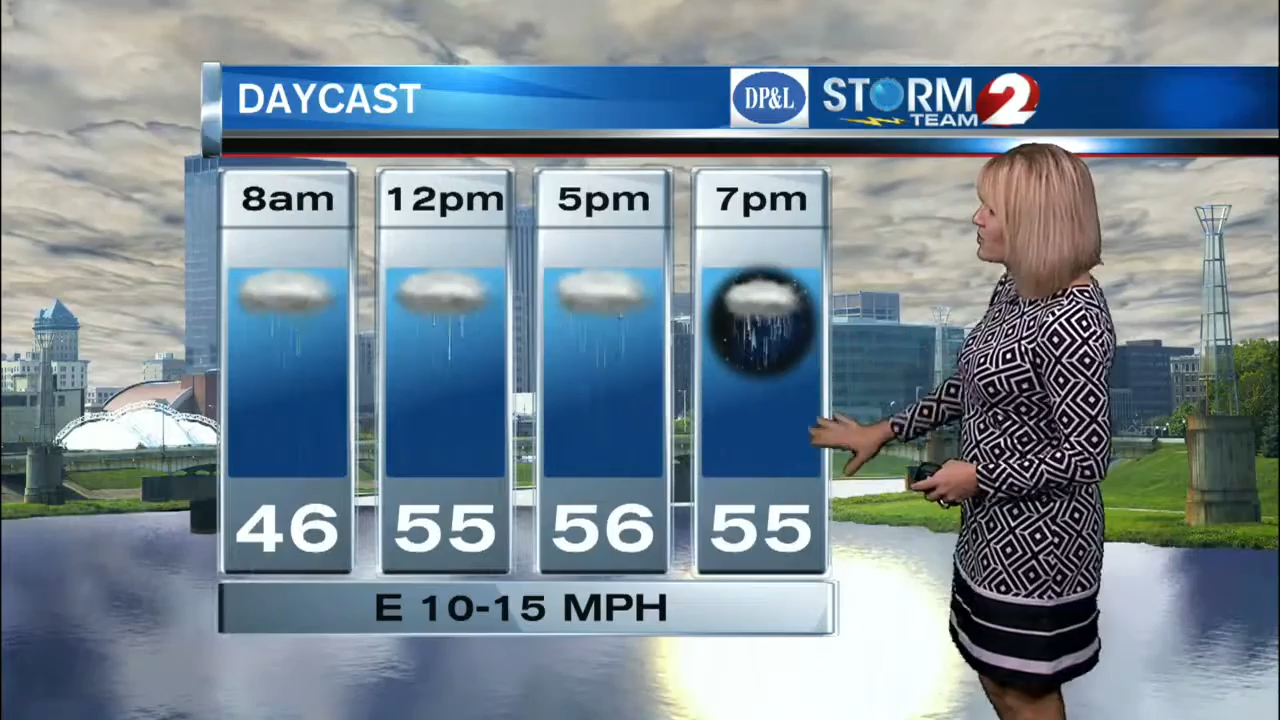 DAYCAST
DP&L
STORM
TEAM
2
8am
12pm
5pm
7pm
46
55
56
55
E 10-15 MPH